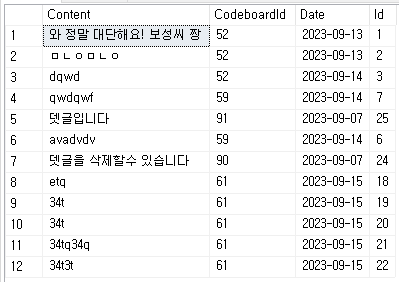 Content CodeboardId Date Id
1 와 정말 대단해요! 보성씨 짱 52 2023-09-13 1
2 ㅁㄴㅇㅁㄴㅇ 52 2023-09-13 2
3 dqwd 52 2023-09-14 3
4 qwdqwf 59 2023-09-14 7
5 뎃글입니다 91 2023-09-07 25
6 avadvdv 59 2023-09-14 6
7 뎃글을 삭제할수 있습니다 90 2023-09-07 24
8 etq 61 2023-09-15 18
9 34t 61 2023-09-15 19
10 34t 61 2023-09-15 20
11 34tq34q 61 2023-09-15 21
12 34t3t 61 2023-09-15 22